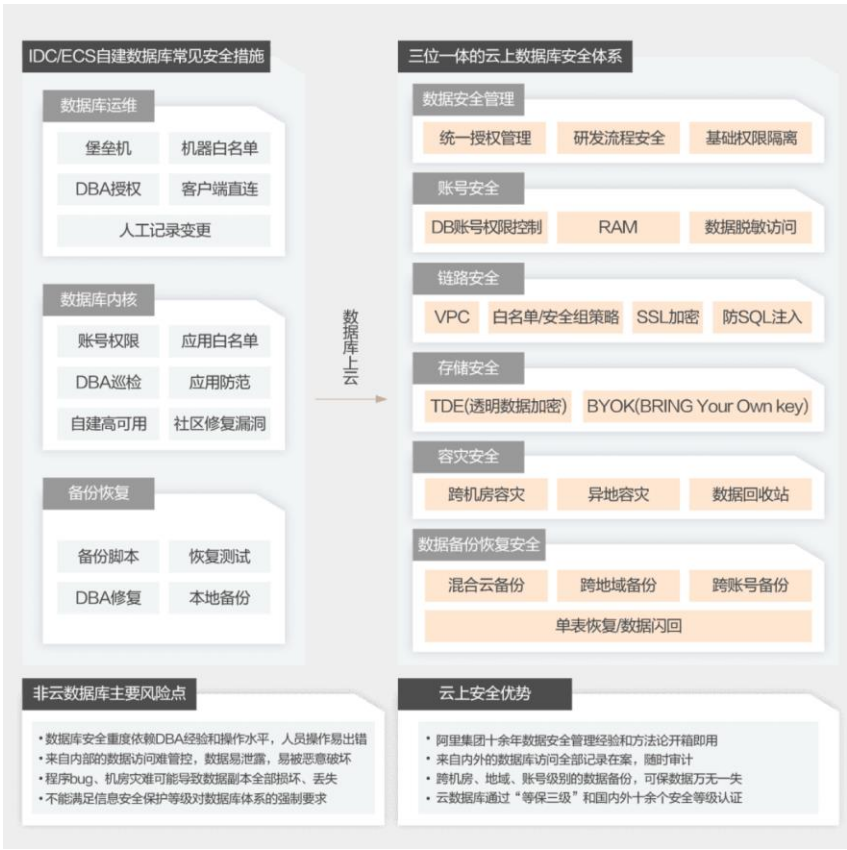 IDC/ECS自建数据库常见安全措施
数据库运维
堡垒机
机器白名单
DBA授权
客户端直连
人工记录变更
数据库内核
账号权限
应用白名单
DBA巡检
应用防范
自建高可用
社区修复漏洞
备份恢复
备份脚本
恢复测试
DBA修复
本地备份
数据库上云
三位一体的云上数据库安全体系
数据安全管理
统一授权管理
研发流程安全
基础权限隔离
账号安全
DB账号权限控制
RAM
数据脱敏访问
链路安全
VPC
白名单/安全组策略
SSL加密
防SQL注入
存储安全
TDE(透明数据加密)
BYOK(BRING Your Own key)
容灾安全
跨机房容灾
异地容灾
数据回收站
数据备份恢复安全
混合云备份
跨地域备份
跨账号备份
单表恢复/数据闪回
非云数据库主要风险点
•数据库安全重度依赖DBA经验和操作水平，人员操作易出错
•来自内部的数据访问难管控，数据易泄露，易被恶意破坏
•程序bug、机房灾难可能导致数据副本全部损坏、丢失
•不能满足信息安全保护等级对数据库体系的强制要求
云上安全优势
• 阿里集团十余年数据安全管理经验和方法论开箱即用
• 来自内外的数据库访问全部记录在案，随时审计
• 跨机房、地域、账号级别的数据备份，可保数据万无一失
• 云数据库通过“等保三级”和国内外十余个安全等级认证